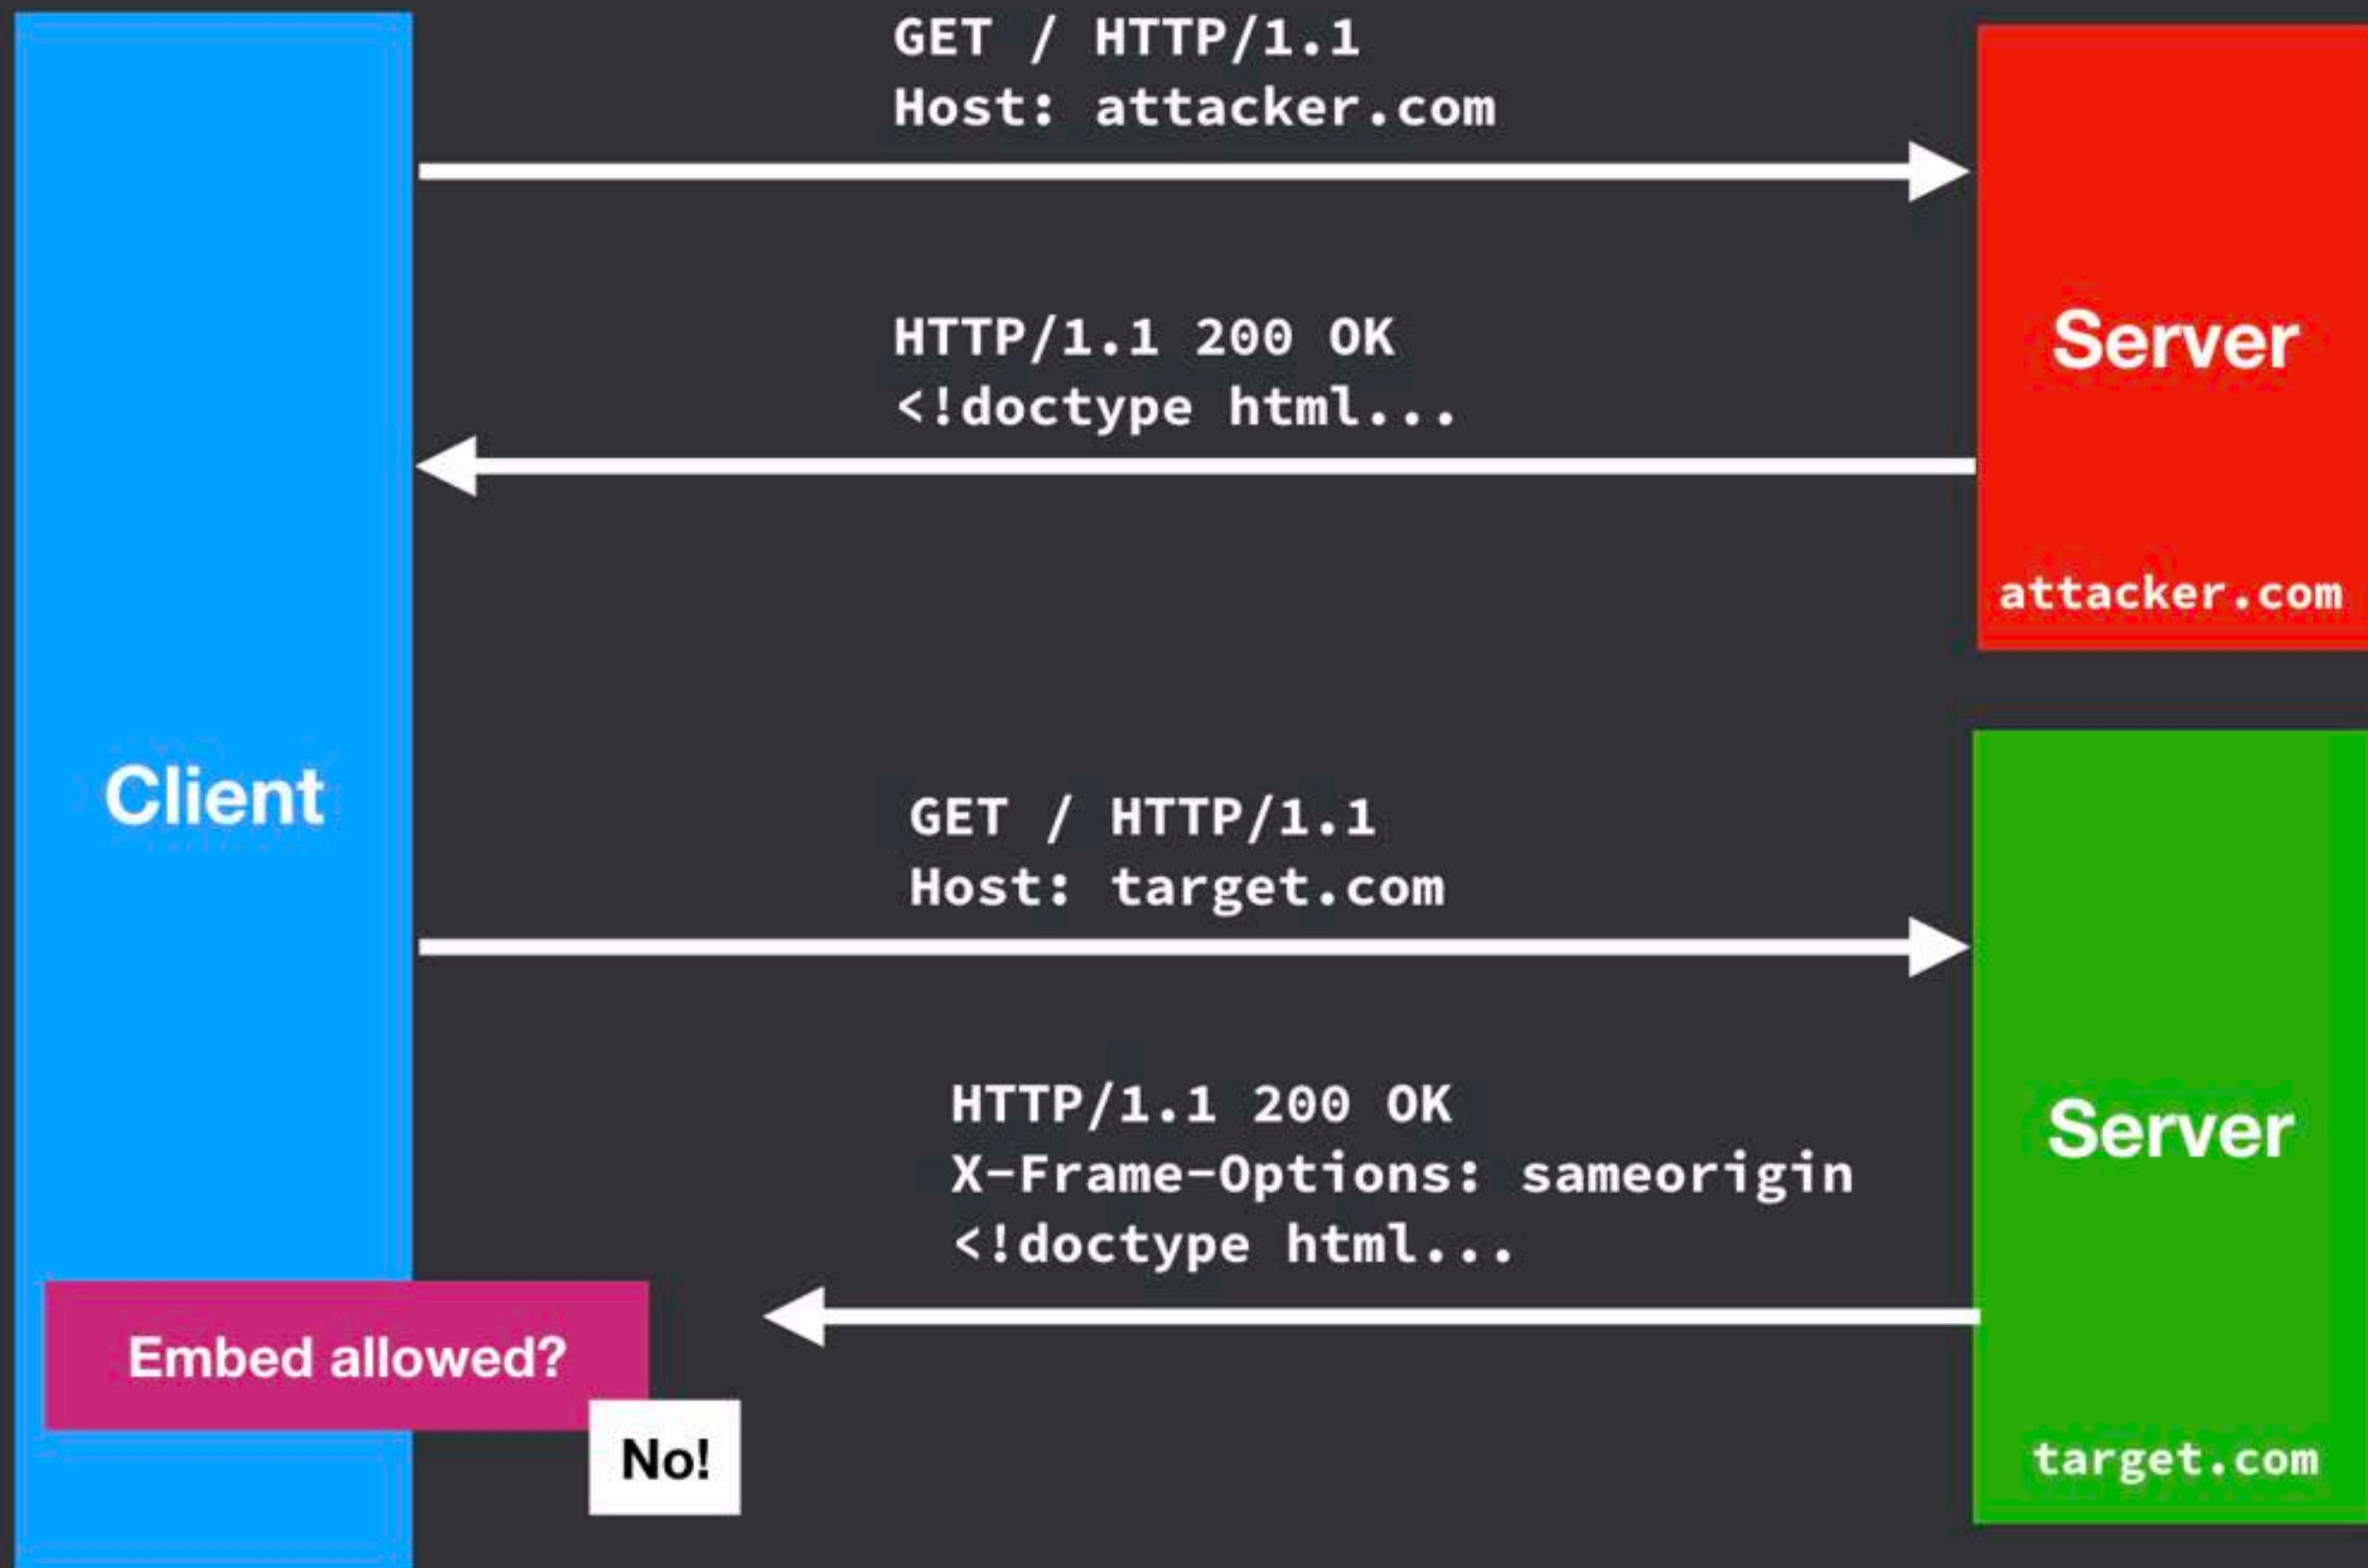 GET / HTTP/1.1
Host: attacker.com
HTTP/1.1 200 OK
<!doctype html...
Server
attacker.com
Client
GET / HTTP/1.1
Host: target.com
HTTP/1.1 200 OK
X-Frame-Options: sameorigin
<!doctype html...
Server
target.com
Embed allowed?
No!